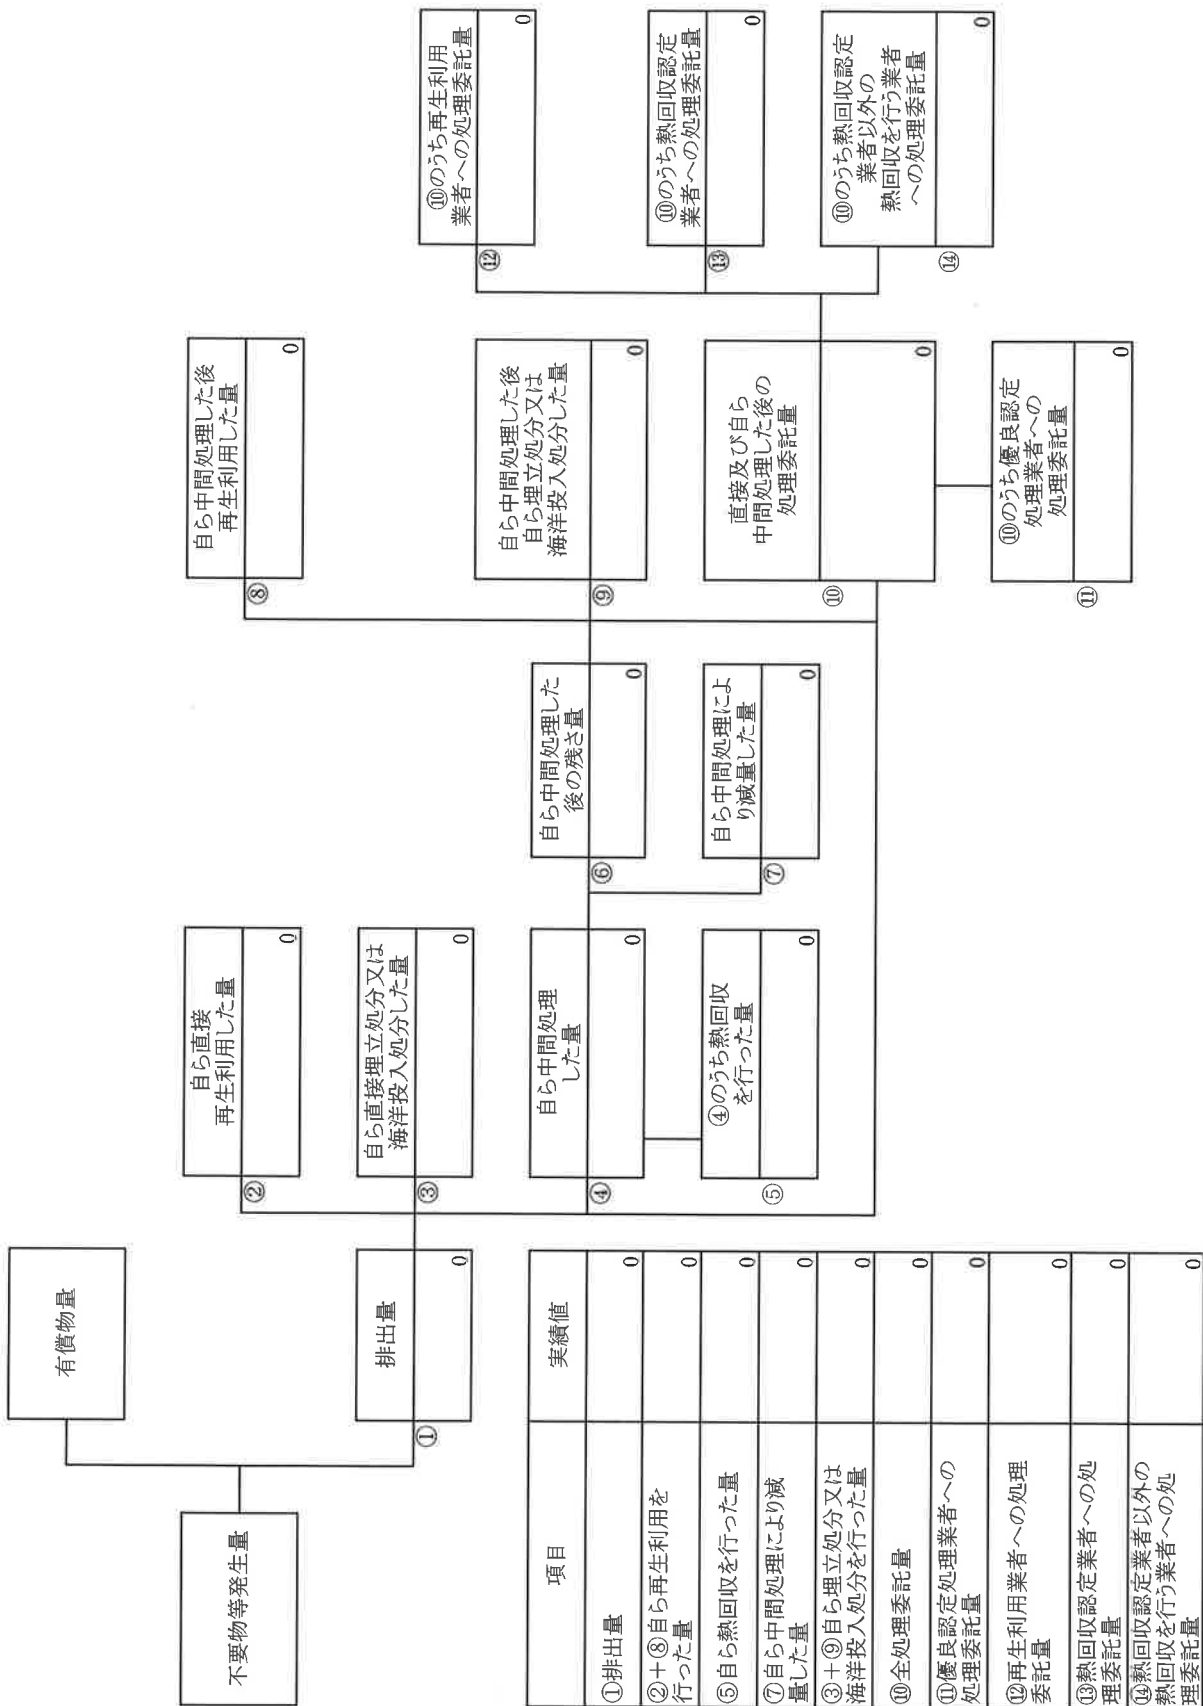 不要物等発生量
有償物量
①
排出量
0
②
自ら直接
再生利用した量
0
③
自ら直接埋立処分又は
海洋投入処分した量
0
④
自ら中間処理
した量
0
⑤
④のうち熱回収
を行った量
0
⑥
自ら中間処理した
後の残さ量
0
⑦
自ら中間処理によ
り減量した量
0
⑧
自ら中間処理した後
再生利用した量
0
⑨
自ら中間処理した後
自ら埋立処分又は
海洋投入処分した量
0
⑩
直接及び自ら
中間処理した後の
処理委託量
0
⑪
⑩のうち優良認定
処理業者への
処理委託量
0
⑫
⑩のうち再生利用
業者への処理委託量
0
⑬
⑩のうち熱回収認定
業者への処理委託量
0
⑭
⑩のうち熱回収認定
業者以外の
熱回収を行う業者
への処理委託量
0
項目 実績値
①排出量 0
②+⑧自ら再生利用を
行った量 0
⑤自ら熱回収を行った量 0
⑦自ら中間処理により減
量した量 0
③+⑨自ら埋立処分又は
海洋投入処分を行った量 0
⑩全処理委託量 0
⑪優良認定処理業者への
処理委託量 0
⑫再生利用業者への処理
委託量 0
⑬熱回収認定業者への処
理委託量 0
⑭熱回収認定業者以外の
熱回収を行う業者への処
理委託量 0